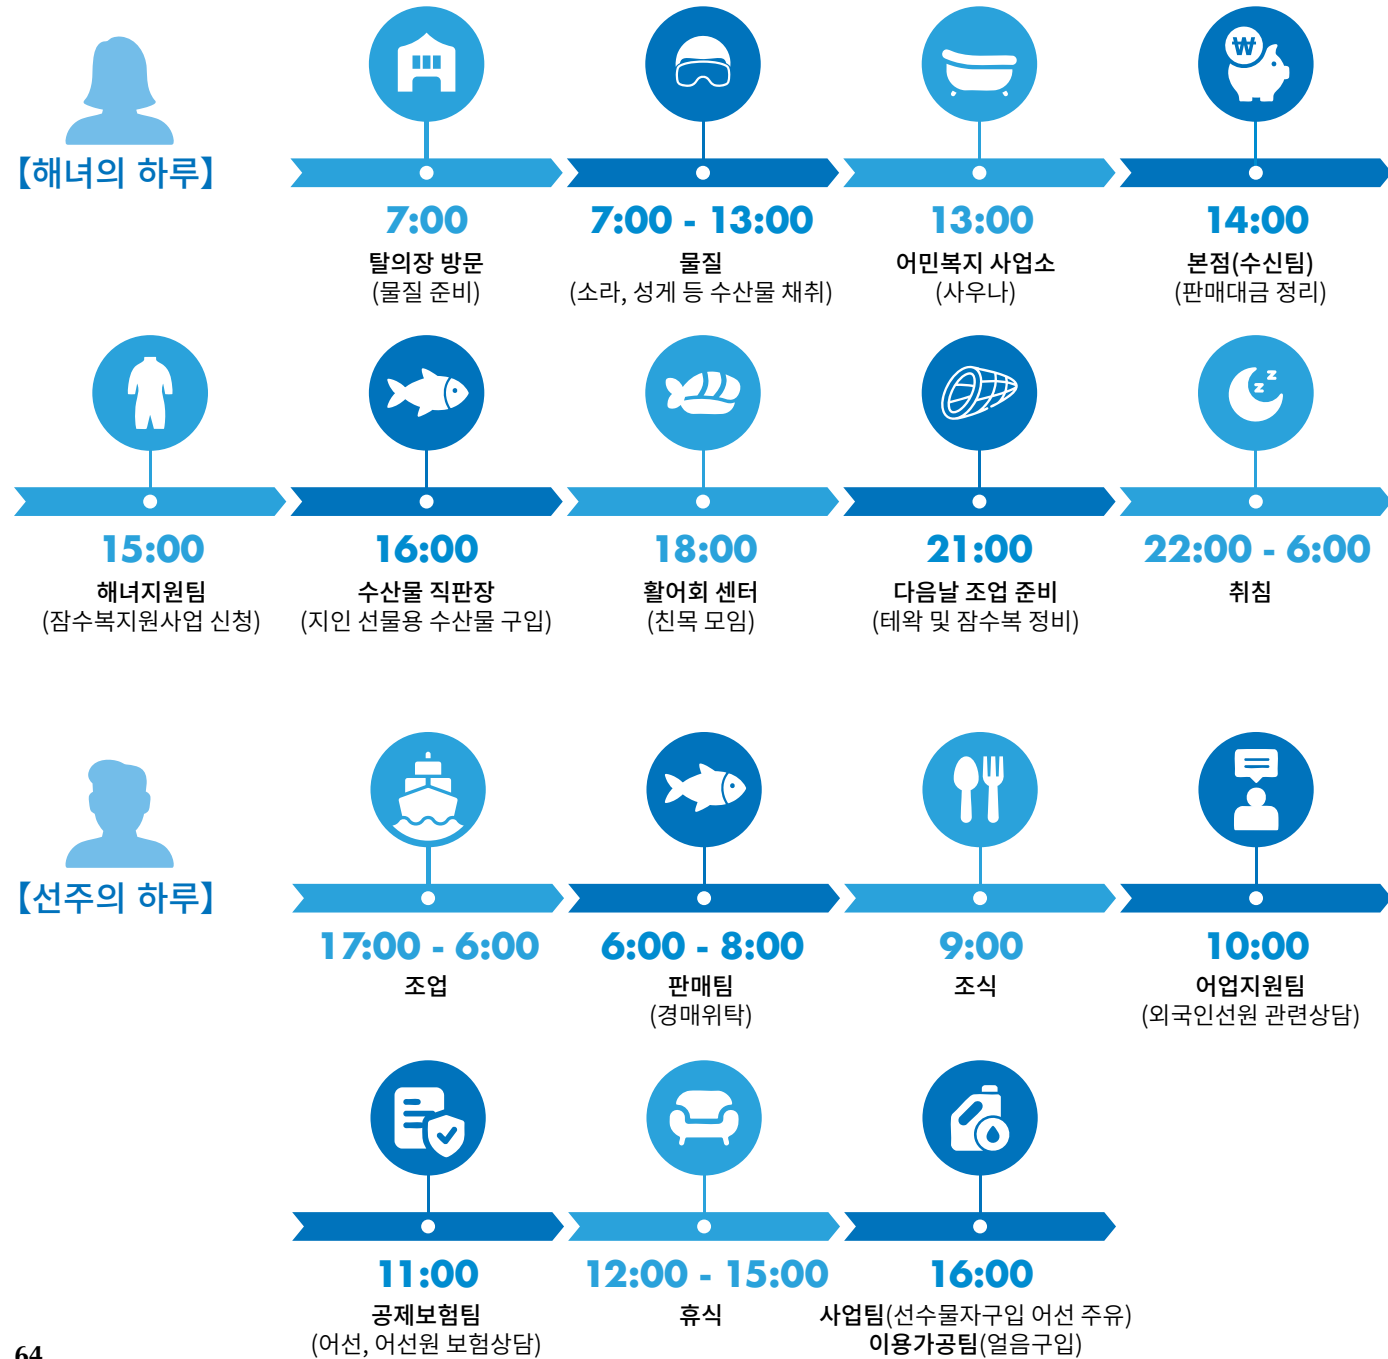 【해녀의 하루】
7:00
탈의장 방문
(물질 준비)
7:00 - 13:00
물질
(소라, 성게 등 수산물 채취)
13:00
어민복지 사업소
(사우나)
₩
14:00
본점(수신팀)
(판매대금 정리)
15:00
해녀지원팀
(잠수복지원사업 신청)
16:00
수산물 직판장
(지인 선물용 수산물 구입)
18:00
활어회 센터
(친목 모임)
21:00
다음날 조업 준비
(테왁 및 잠수복 정비)
z z
22:00 - 6:00
취침
【선주의 하루】
17:00 - 6:00
조업
6:00 - 8:00
판매팀
(경매위탁)
9:00
조식
10:00
어업지원팀
(외국인선원 관련상담)
11:00
공제보험팀
(어선, 어선원 보험상담)
12:00 - 15:00
휴식
16:00
사업팀(선수물자구입 어선 주유)
이용가공팀(얼음구입)
64